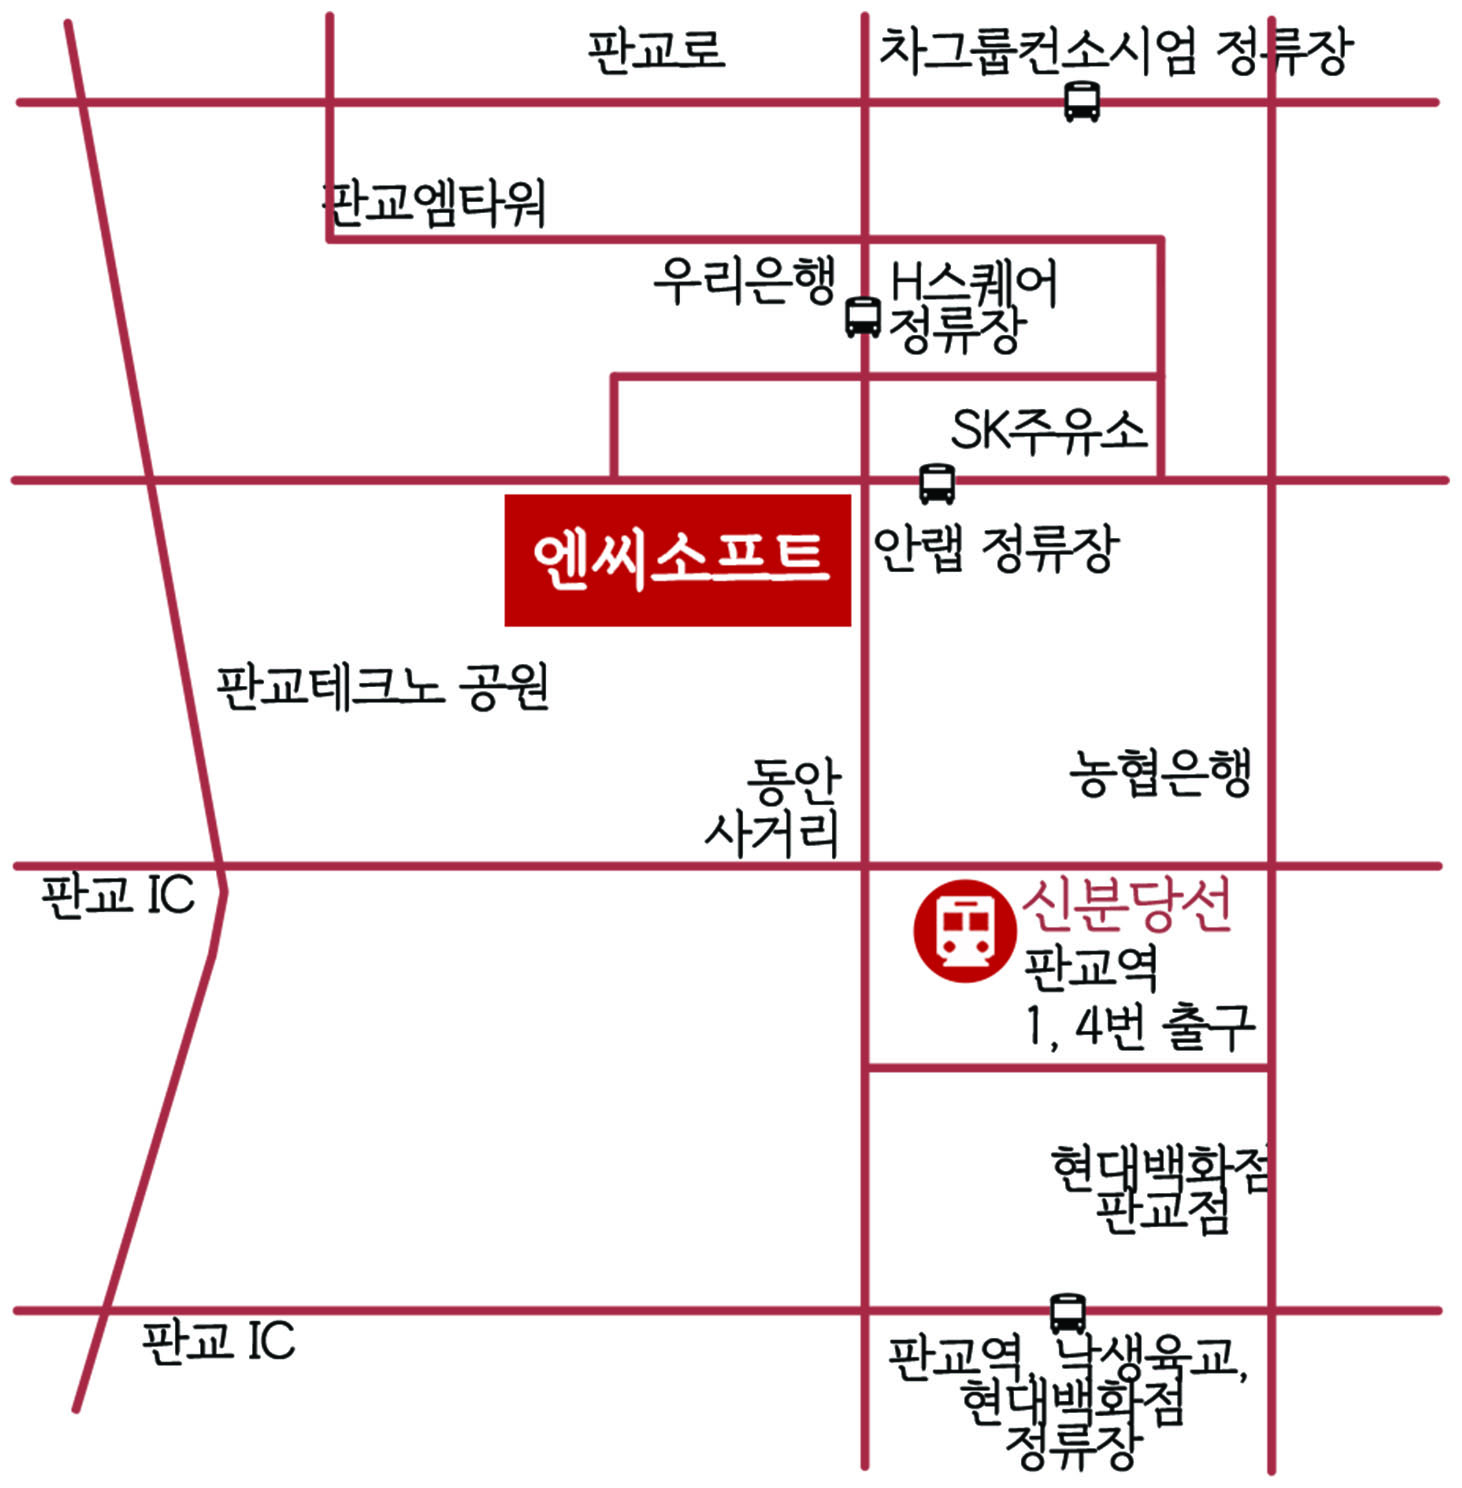 판교로
차그룹컨소시엄 정류장
판교엠타워
우리은행
H스퀘어
정류장
SK주유소
엔씨소프트
안랩 정류장
판교테크노 공원
동안
사거리
농협은행
판교 IC
신분당선
판교역
1, 4번 출구
현대백화점
판교점
판교 IC
판교역, 낙생육교,
현대백화점
정류장